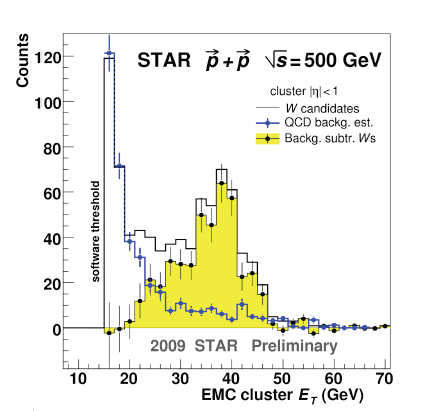 STAR p+p √s=500 GeV
cluster |η|<1
W candidates
QCD backg. est.
Backg. subtr. Ws
Counts
120
100
80
60
40
20
0
software threshold
2009 STAR Preliminary
10 20 30 40 50 60 70
EMC cluster E_T (GeV)